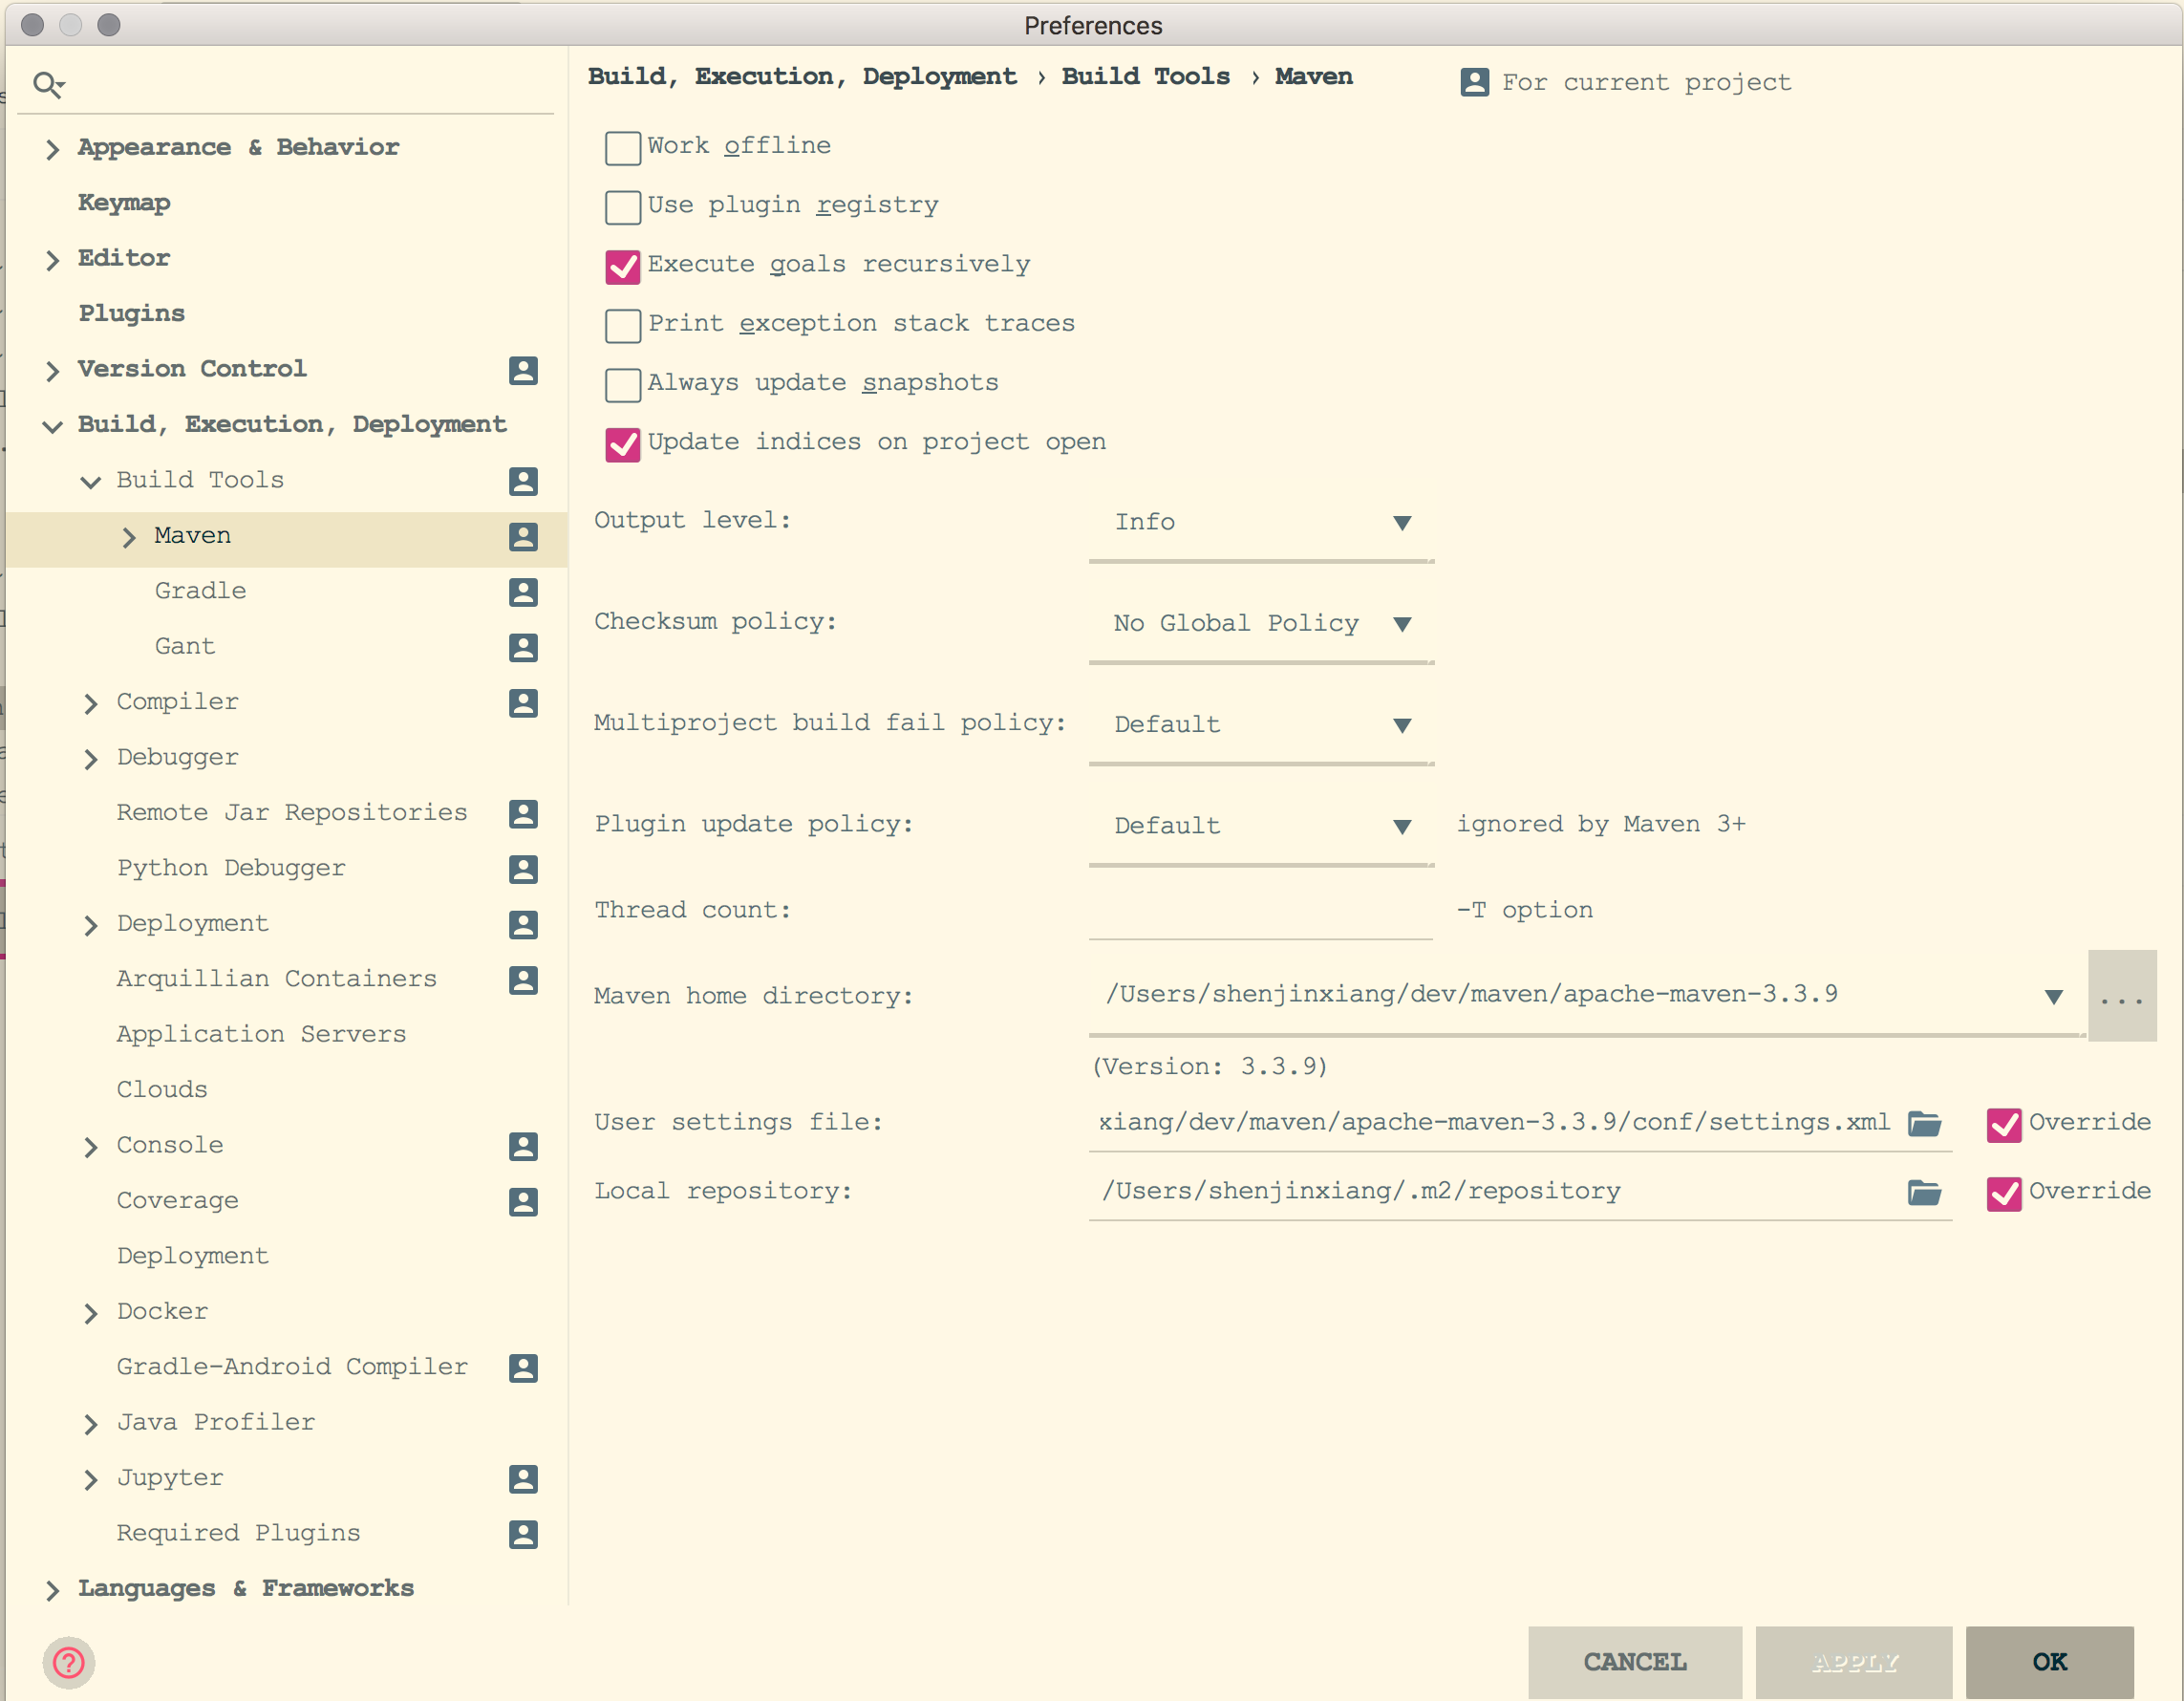 Preferences
Appearance & Behavior
Keymap
Editor
Plugins
Version Control
Build, Execution, Deployment
Build Tools
Maven
Gradle
Gant
Compiler
Debugger
Remote Jar Repositories
Python Debugger
Deployment
Arquillian Containers
Application Servers
Clouds
Console
Coverage
Deployment
Docker
Gradle-Android Compiler
Java Profiler
Jupyter
Required Plugins
Languages & Frameworks
Build, Execution, Deployment › Build Tools › Maven
For current project
Work offline
Use plugin registry
Execute goals recursively
Print exception stack traces
Always update snapshots
Update indices on project open
Output level: Info
Checksum policy: No Global Policy
Multiproject build fail policy: Default
Plugin update policy: Default ignored by Maven 3+
Thread count: -T option
Maven home directory: /Users/shenjinxiang/dev/maven/apache-maven-3.3.9 ...
(Version: 3.3.9)
User settings file: xiang/dev/maven/apache-maven-3.3.9/conf/settings.xml Override
Local repository: /Users/shenjinxiang/.m2/repository Override
? CANCEL APPLY OK